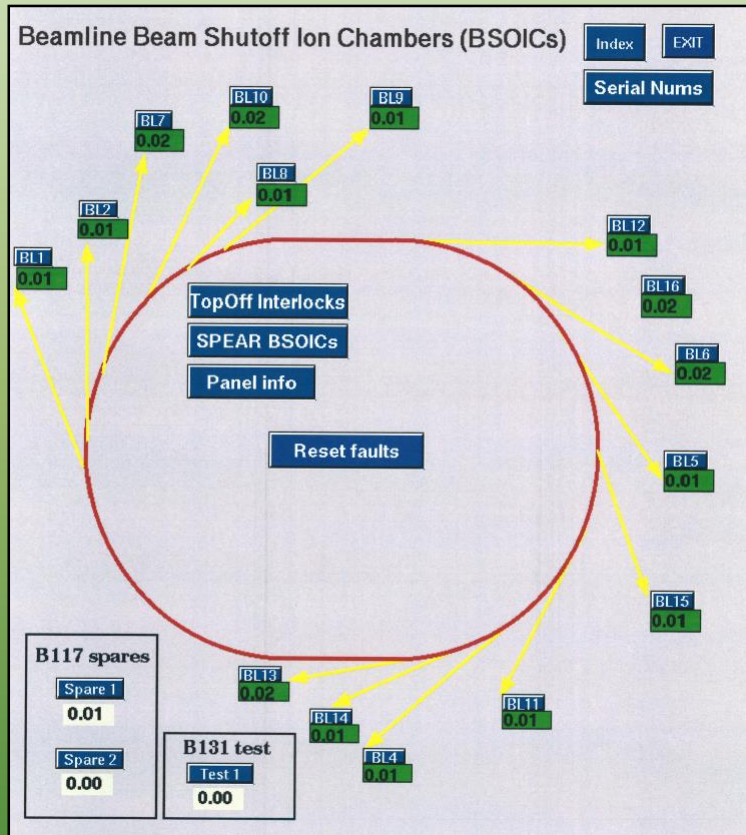 Beamline Beam Shutoff Ion Chambers (BSOICs)
Index
EXIT
Serial Nums
BL10
0.02
BL9
0.01
BL7
0.02
BL8
0.01
BL2
0.01
BL1
0.01
BL12
0.01
BL16
0.02
BL6
0.02
TopOff Interlocks
SPEAR BSOICs
Panel info
Reset faults
BL5
0.01
BL15
0.01
BL13
0.02
BL14
0.01
BL4
0.01
BL11
0.01
B117 spares
Spare 1
0.01
Spare 2
0.00
B131 test
Test 1
0.00